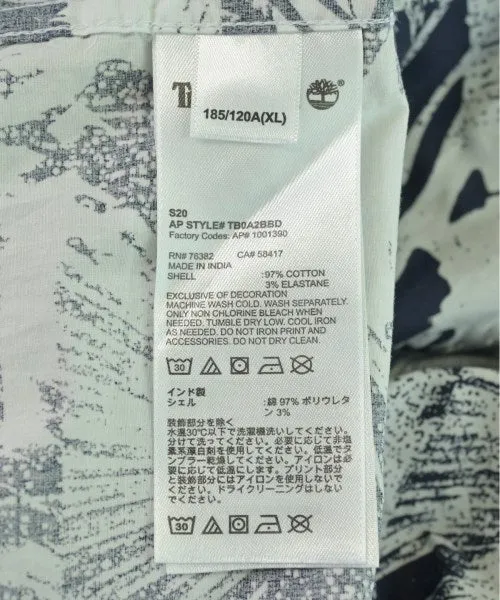 Ti
®
185/120A(XL)
S20
AP STYLE# TB0A2BBD
Factory Codes: AP# 1001390
RN# 76382 CA# 58417
MADE IN INDIA
SHELL :97% COTTON
3% ELASTANE
EXCLUSIVE OF DECORATION
MACHINE WASH COLD. WASH SEPARATELY.
ONLY NON CHLORINE BLEACH WHEN
NEEDED. TUMBLE DRY LOW. COOL IRON
AS NEEDED. DO NOT IRON PRINT AND
ACCESSORIES. DO NOT DRY CLEAN.
30
インド製
シェル :綿 97% ポリウレタ
ン 3%
装飾部分を除く
水温30℃以下で洗濯機洗いしてください。
分けて洗ってください。必要に応じて非塩
素系漂白剤を使用してください。低温でタ
ンブラー乾燥してください。アイロンは必
要に応じて低温にします。プリント部分
と装飾部分にはアイロンを使用しないで
ください。ドライクリーニングはしない
でください。
30